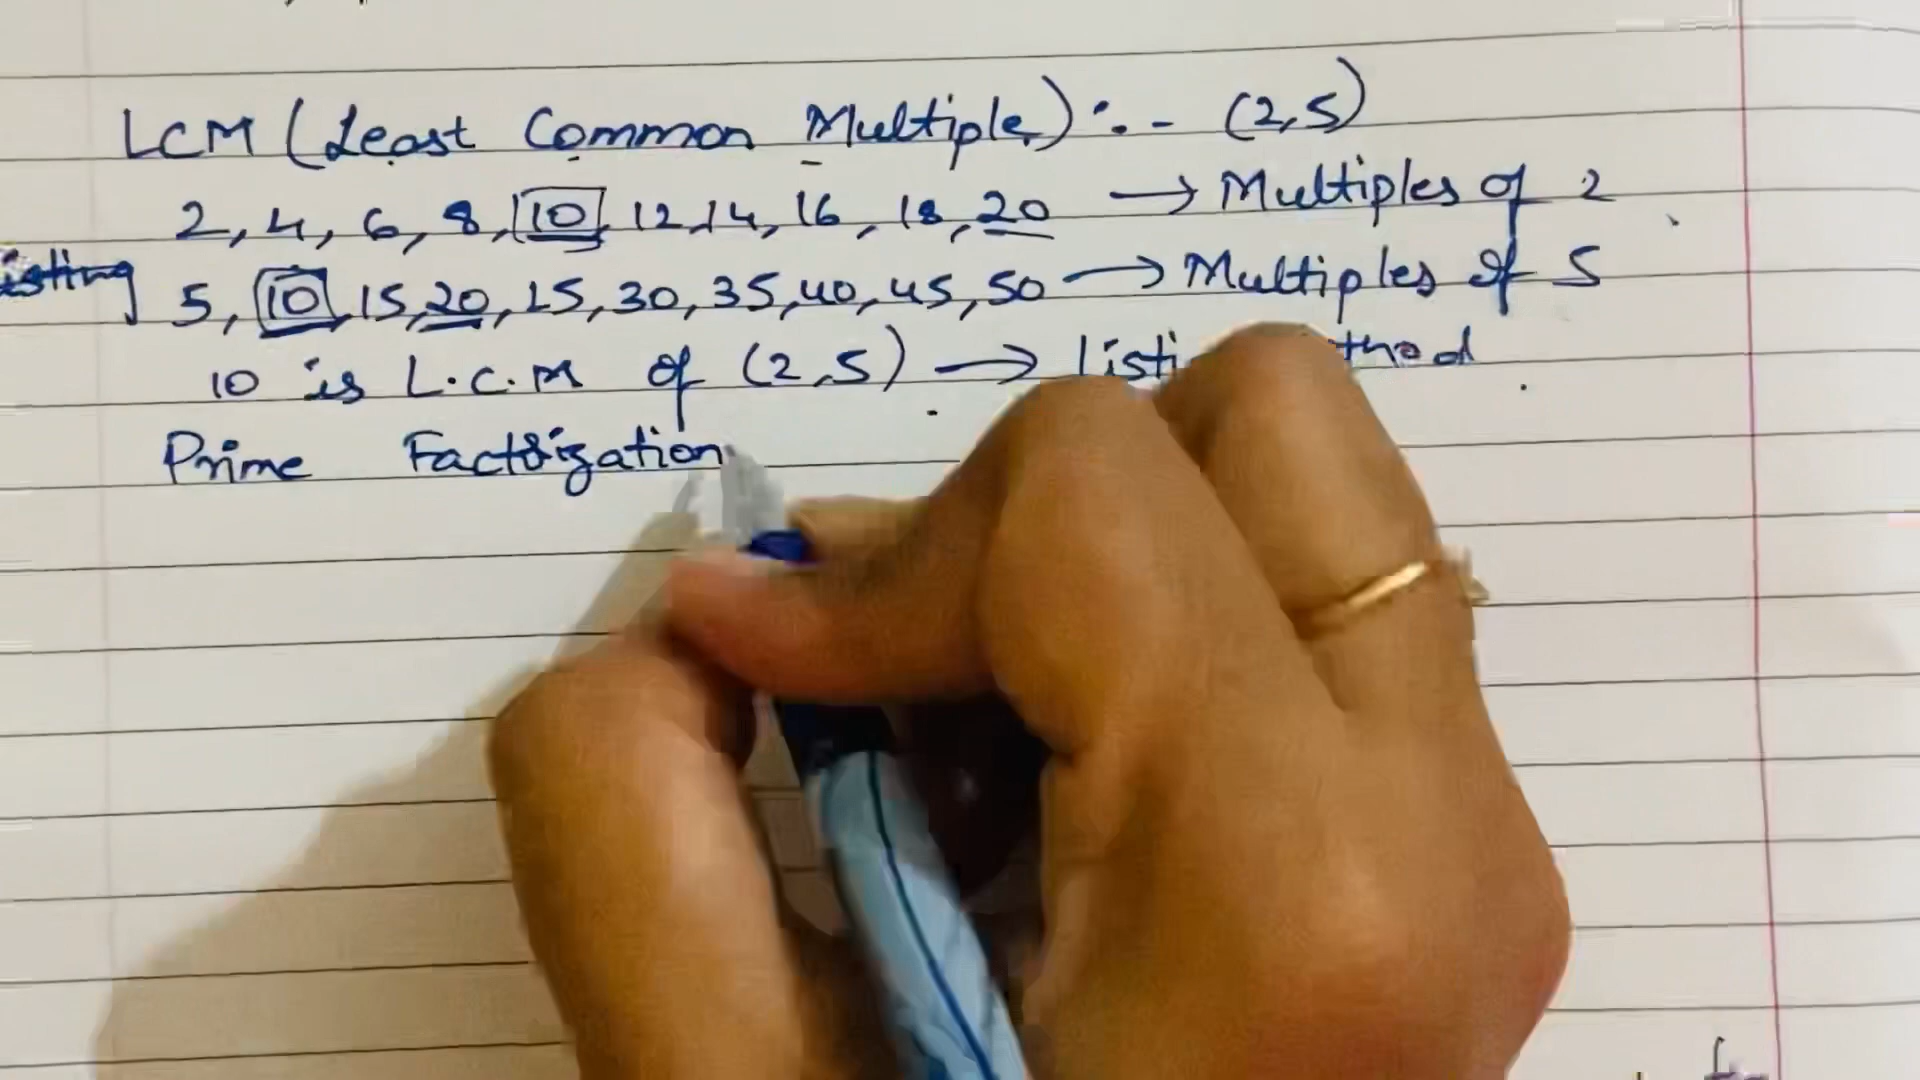 LCM (Least Common Multiple) :- (2,5)
2, 4, 6, 8, 10, 12, 14, 16, 18, 20 → Multiples of 2
5, 10, 15, 20, 25, 30, 35, 40, 45, 50 → Multiples of 5
10 is L.C.M of (2,5) →
Prime Factorization